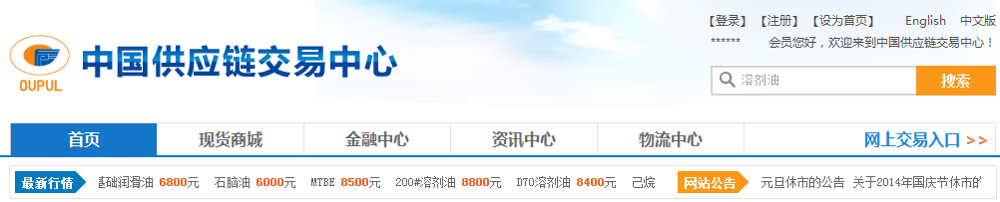 【登录】 【注册】 【设为首页】 English 中文版
****** 会员您好，欢迎来到中国供应链交易中心！
OUPUL
中国供应链交易中心
溶剂油 搜索
首页 现货商城 金融中心 资讯中心 物流中心 网上交易入口 >>
最新行情 基础润滑油 6800元 石脑油 6000元 MTBE 8500元 200#溶剂油 8800元 D70溶剂油 8400元 己烷 网站公告 元旦休市的公告 关于2014年国庆节休市的